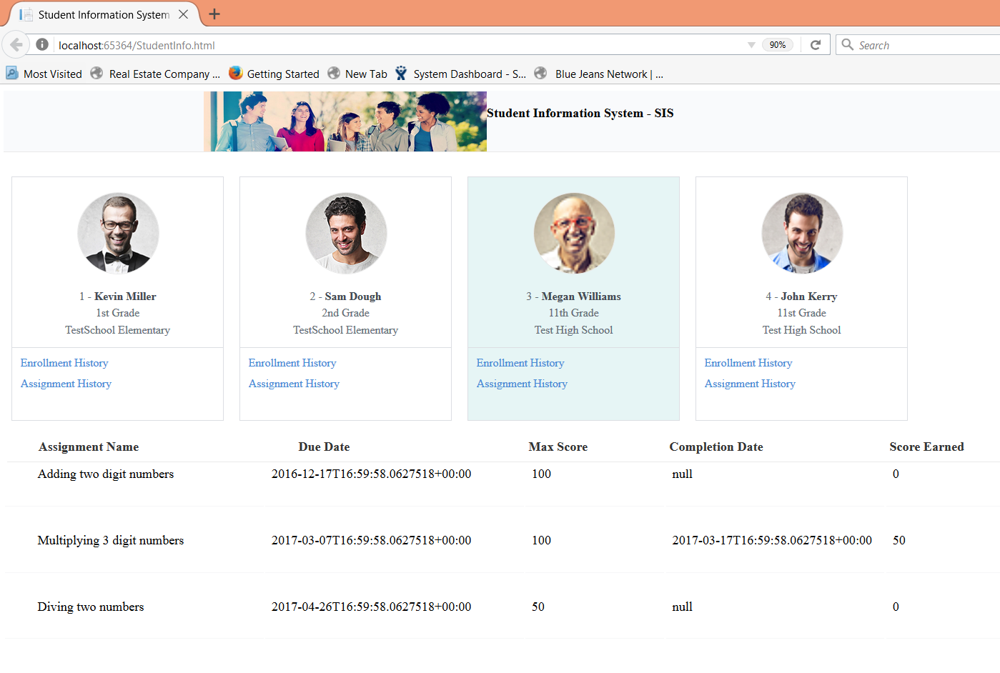 Student Information System
localhost:65364/StudentInfo.html
90%
Search
Most Visited
Real Estate Company ...
Getting Started
New Tab
System Dashboard - S...
Blue Jeans Network | ...
Student Information System - SIS
1 - Kevin Miller
1st Grade
TestSchool Elementary
Enrollment History
Assignment History
2 - Sam Dough
2nd Grade
TestSchool Elementary
Enrollment History
Assignment History
3 - Megan Williams
11th Grade
Test High School
Enrollment History
Assignment History
4 - John Kerry
11st Grade
Test High School
Enrollment History
Assignment History
Assignment Name Due Date Max Score Completion Date Score Earned
Adding two digit numbers 2016-12-17T16:59:58.0627518+00:00 100 null 0
Multiplying 3 digit numbers 2017-03-07T16:59:58.0627518+00:00 100 2017-03-17T16:59:58.0627518+00:00 50
Diving two numbers 2017-04-26T16:59:58.0627518+00:00 50 null 0